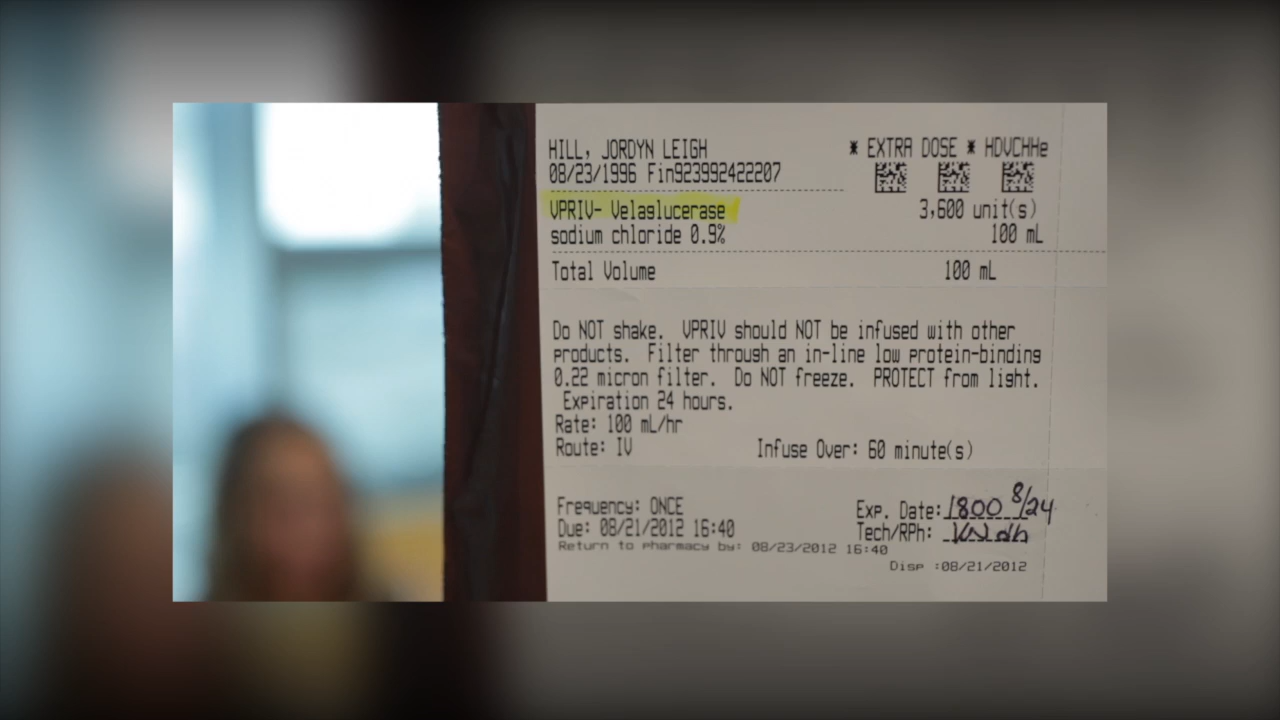 HILL, JORDYN LEIGH * EXTRA DOSE * HDVCHHe
08/23/1996 Fin923992422207
VPRIV- Velaglucerase 3,600 unit(s)
sodium chloride 0.9% 100 mL
Total Volume 100 mL
Do NOT shake. VPRIV should NOT be infused with other
products. Filter through an in-line low protein-binding
0.22 micron filter. Do NOT freeze. PROTECT from light.
Expiration 24 hours.
Rate: 100 mL/hr
Route: IV Infuse Over: 60 minute(s)
Frequency: ONCE Exp. Date: 1800 8/24
Due: 08/21/2012 16:40 Tech/RPh:
Return to pharmacy by: 08/23/2012 16:40
Disp :08/21/2012